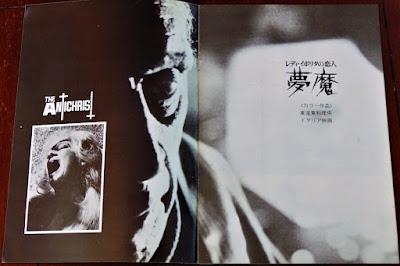 THE
ANTICHRIST
レディ・イポリタの恋人
夢魔
〈カラー作品〉
東宝東和提供
イタリア映画